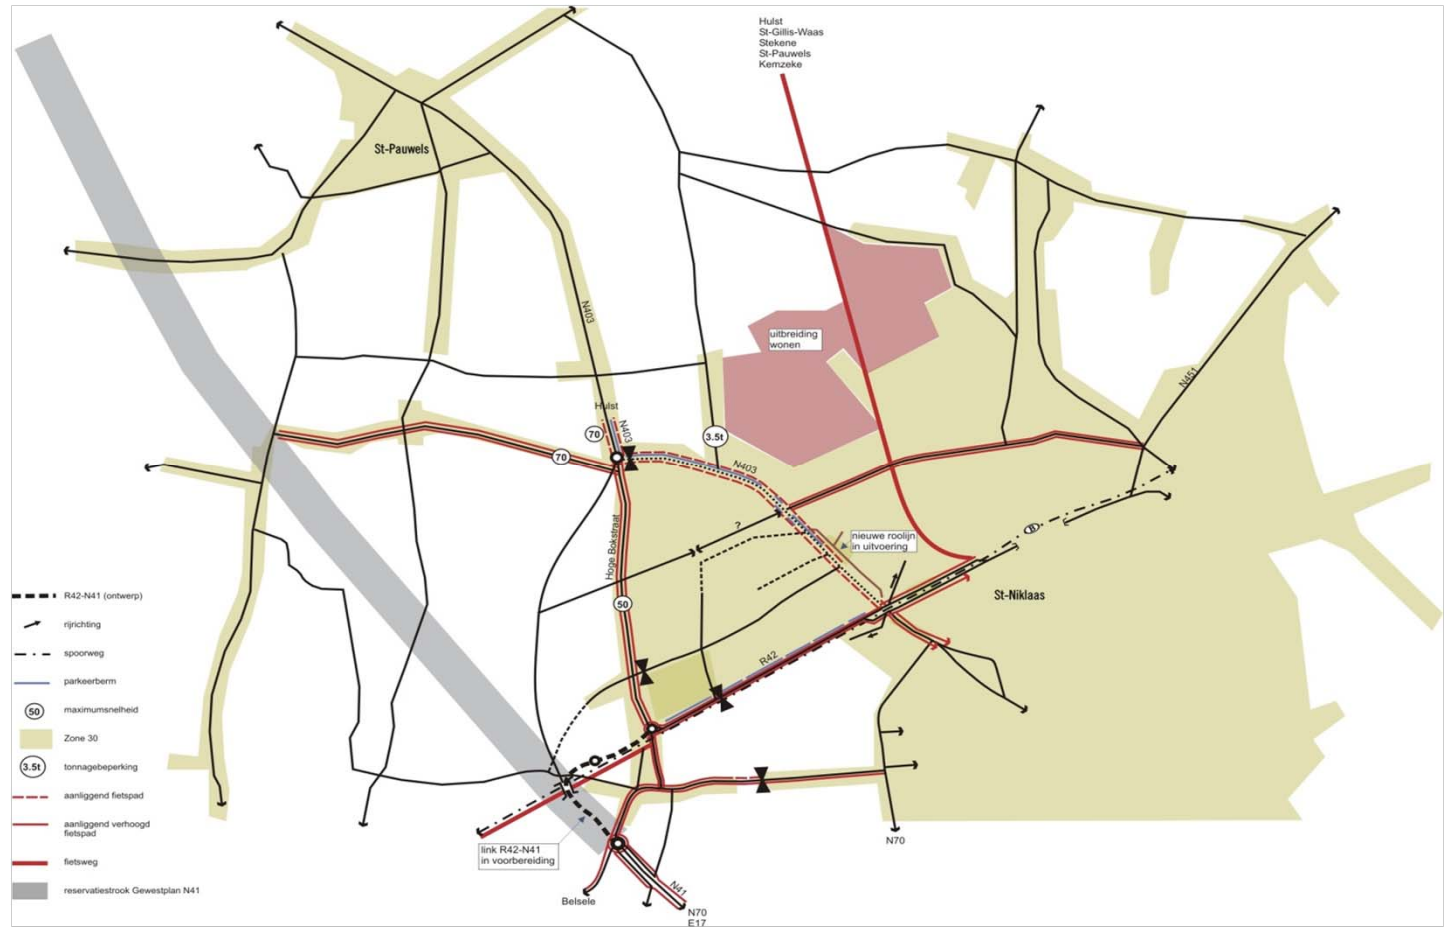 Hulst
St-Gillis-Waas
Stekene
St-Pauwels
Kemzeke
St-Pauwels
N403
uitbreiding
wonen
N451
Hulst
70
N403
3.5t
70
N403
?
B
nieuwe roolijn
in uitvoering
Hoge Bokstraat
St-Niklaas
50
R42
R42-N41 (ontwerp)
rijrichting
spoorweg
parkeerberm
50
maximumsnelheid
Zone 30
3.5t
tonnagebeperking
aanliggend fietspad
aanliggend verhoogd
fietspad
fietsweg
reservatiestrook Gewestplan N41
link R42-N41
in voorbereiding
N70
N41
Belsele
N70
E17